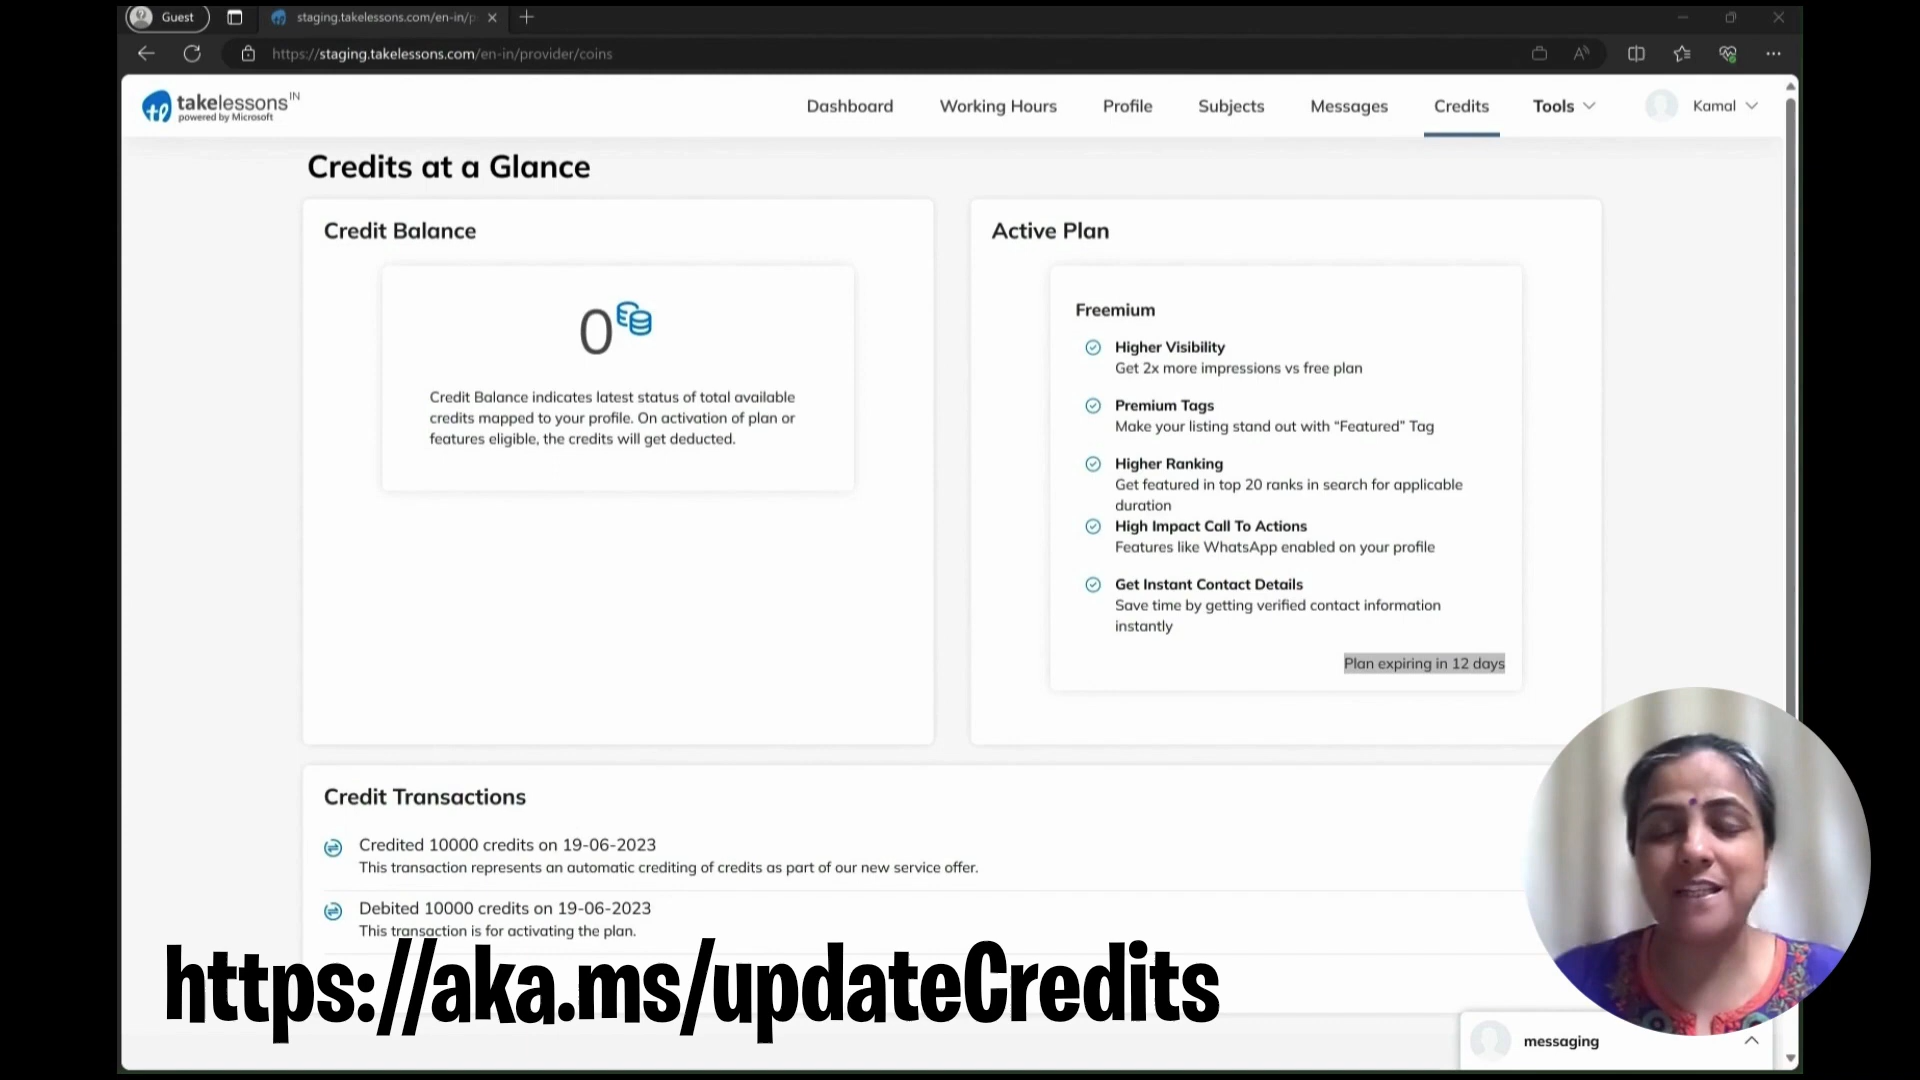 Guest
staging.takelessons.com/en-in/p
https://staging.takelessons.com/en-in/provider/coins
takelessons IN
powered by Microsoft
Dashboard
Working Hours
Profile
Subjects
Messages
Credits
Tools
Kamal
Credits at a Glance
Credit Balance
0
Credit Balance indicates latest status of total available
credits mapped to your profile. On activation of plan or
features eligible, the credits will get deducted.
Active Plan
Freemium
Higher Visibility
Get 2x more impressions vs free plan
Premium Tags
Make your listing stand out with “Featured” Tag
Higher Ranking
Get featured in top 20 ranks in search for applicable
duration
High Impact Call To Actions
Features like WhatsApp enabled on your profile
Get Instant Contact Details
Save time by getting verified contact information
instantly
Plan expiring in 12 days
Credit Transactions
Credited 10000 credits on 19-06-2023
This transaction represents an automatic crediting of credits as part of our new service offer.
Debited 10000 credits on 19-06-2023
This transaction is for activating the plan.
https://aka.ms/updateCredits
messaging